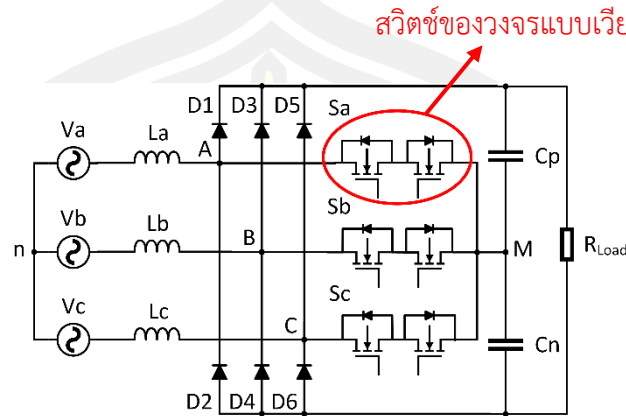 สวิตช์ของวงจรแบบเวีย
D1 D3 D5 Sa
Va La A
Cp
Sb
Vb Lb B
n M RLoad
Sc
Vc Lc C
Cn
D2 D4 D6